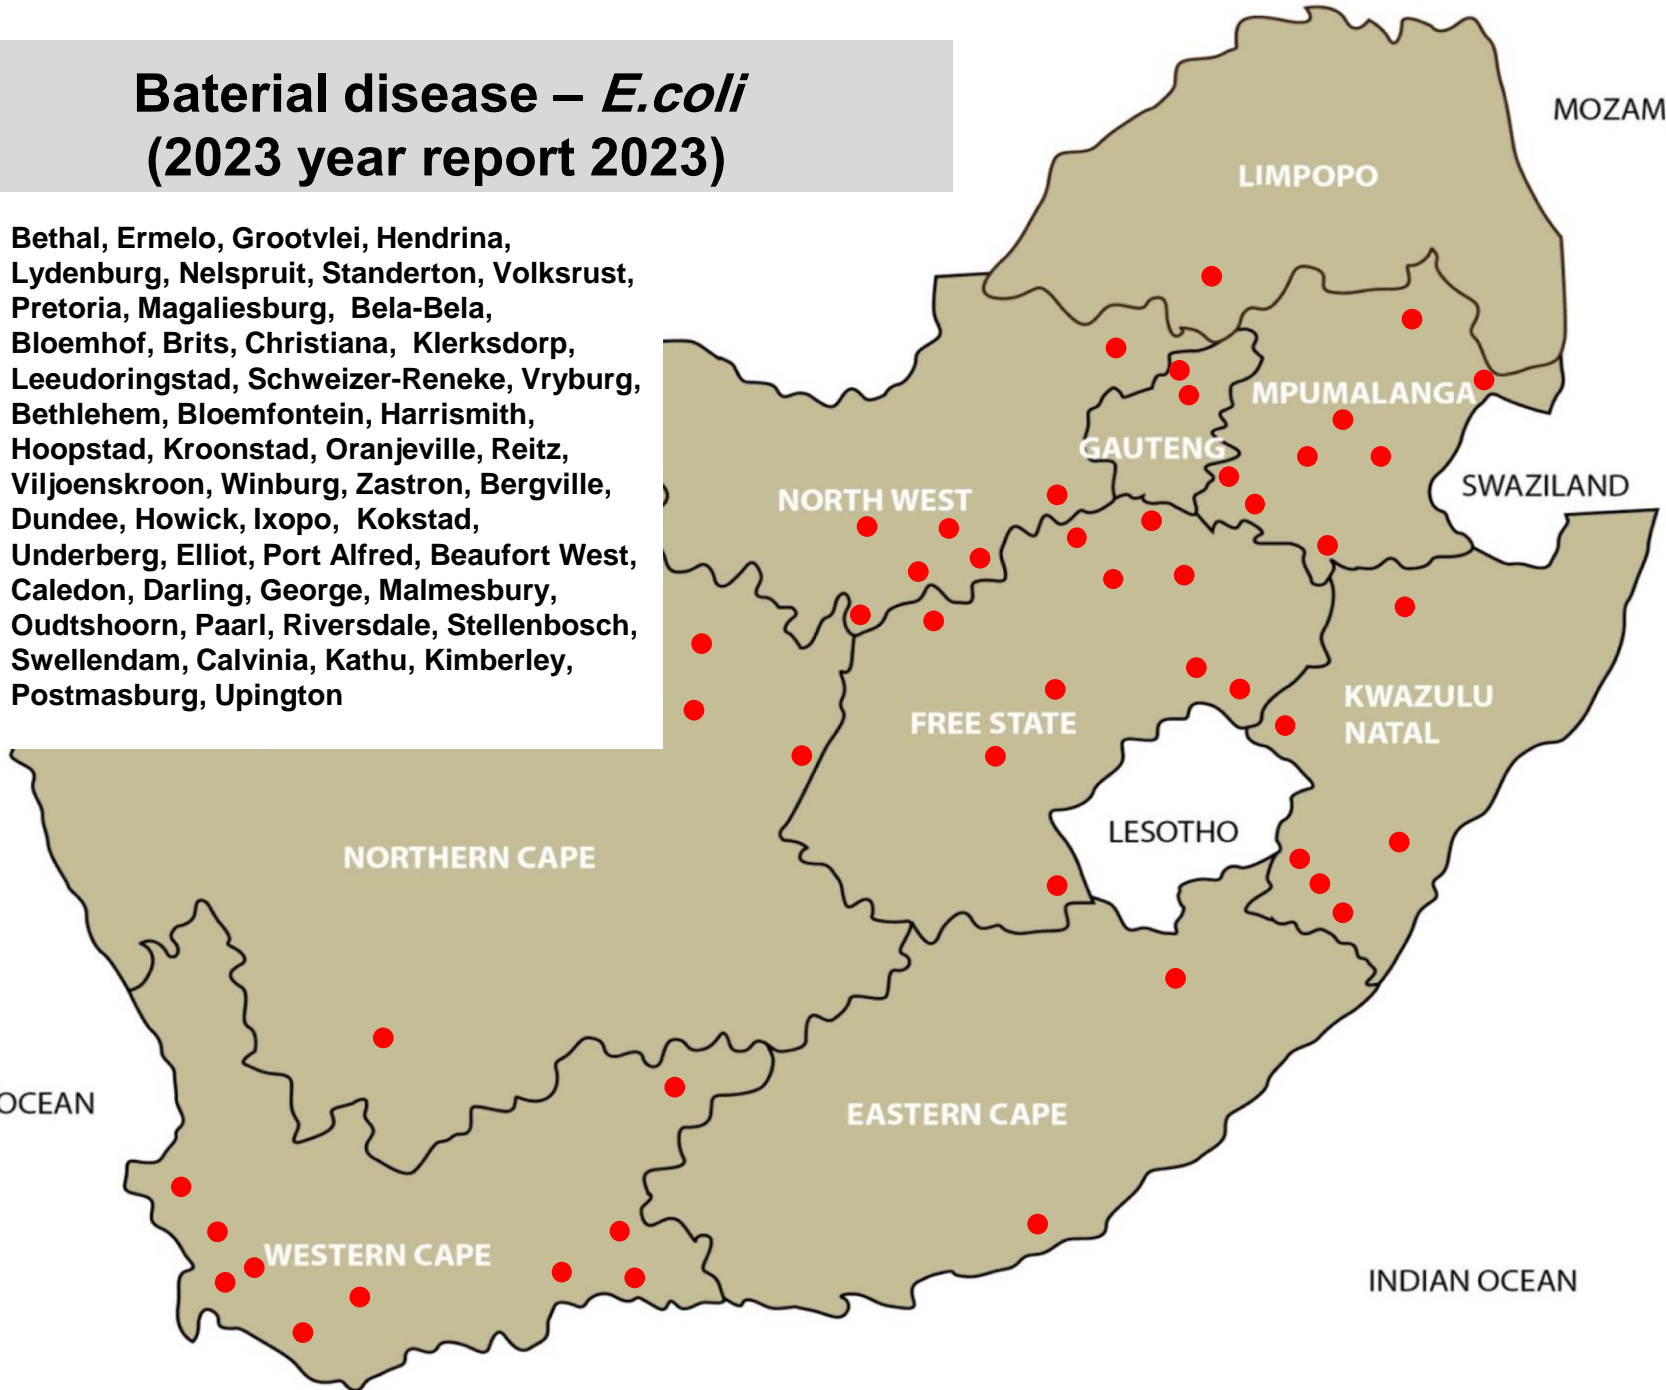 Baterial disease – E.coli
(2023 year report 2023)
Bethal, Ermelo, Grootvlei, Hendrina,
Lydenburg, Nelspruit, Standerton, Volksrust,
Pretoria, Magaliesburg, Bela-Bela,
Bloemhof, Brits, Christiana, Klerksdorp,
Leeudoringstad, Schweizer-Reneke, Vryburg,
Bethlehem, Bloemfontein, Harrismith,
Hoopstad, Kroonstad, Oranjeville, Reitz,
Viljoenskroon, Winburg, Zastron, Bergville,
Dundee, Howick, Ixopo, Kokstad,
Underberg, Elliot, Port Alfred, Beaufort West,
Caledon, Darling, George, Malmesbury,
Oudtshoorn, Paarl, Riversdale, Stellenbosch,
Swellendam, Calvinia, Kathu, Kimberley,
Postmasburg, Upington
MOZAM
LIMPOPO
MPUMALANGA
GAUTENG
SWAZILAND
NORTH WEST
KWAZULU
NATAL
FREE STATE
LESOTHO
NORTHERN CAPE
OCEAN
EASTERN CAPE
WESTERN CAPE
INDIAN OCEAN